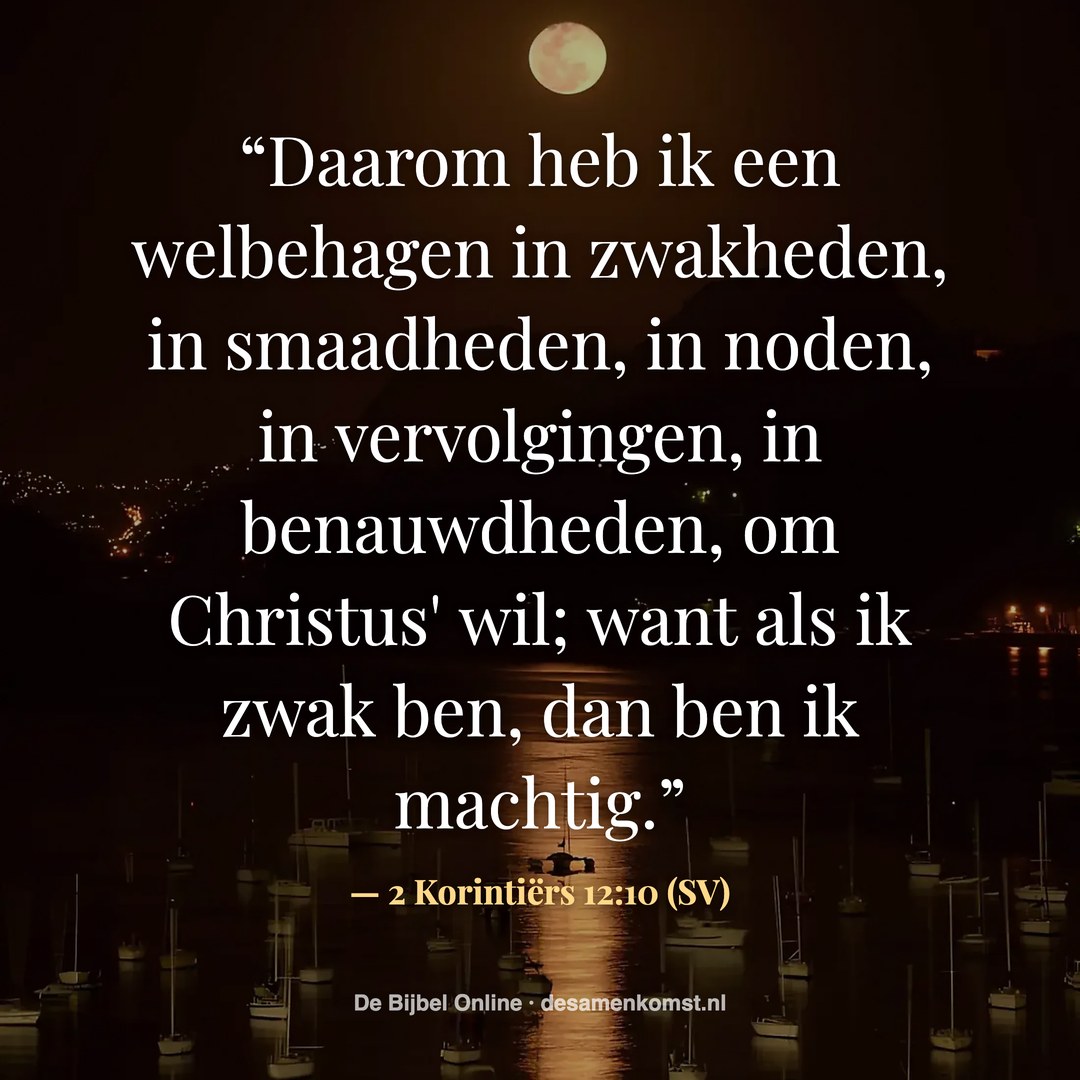 “Daarom heb ik een
welbehagen in zwakheden,
in smaadheden, in noden,
in vervolgingen, in
benauwdheden, om
Christus' wil; want als ik
zwak ben, dan ben ik
machtig.”
— 2 Korintiërs 12:10 (SV)
De Bijbel Online · desamenkomst.nl